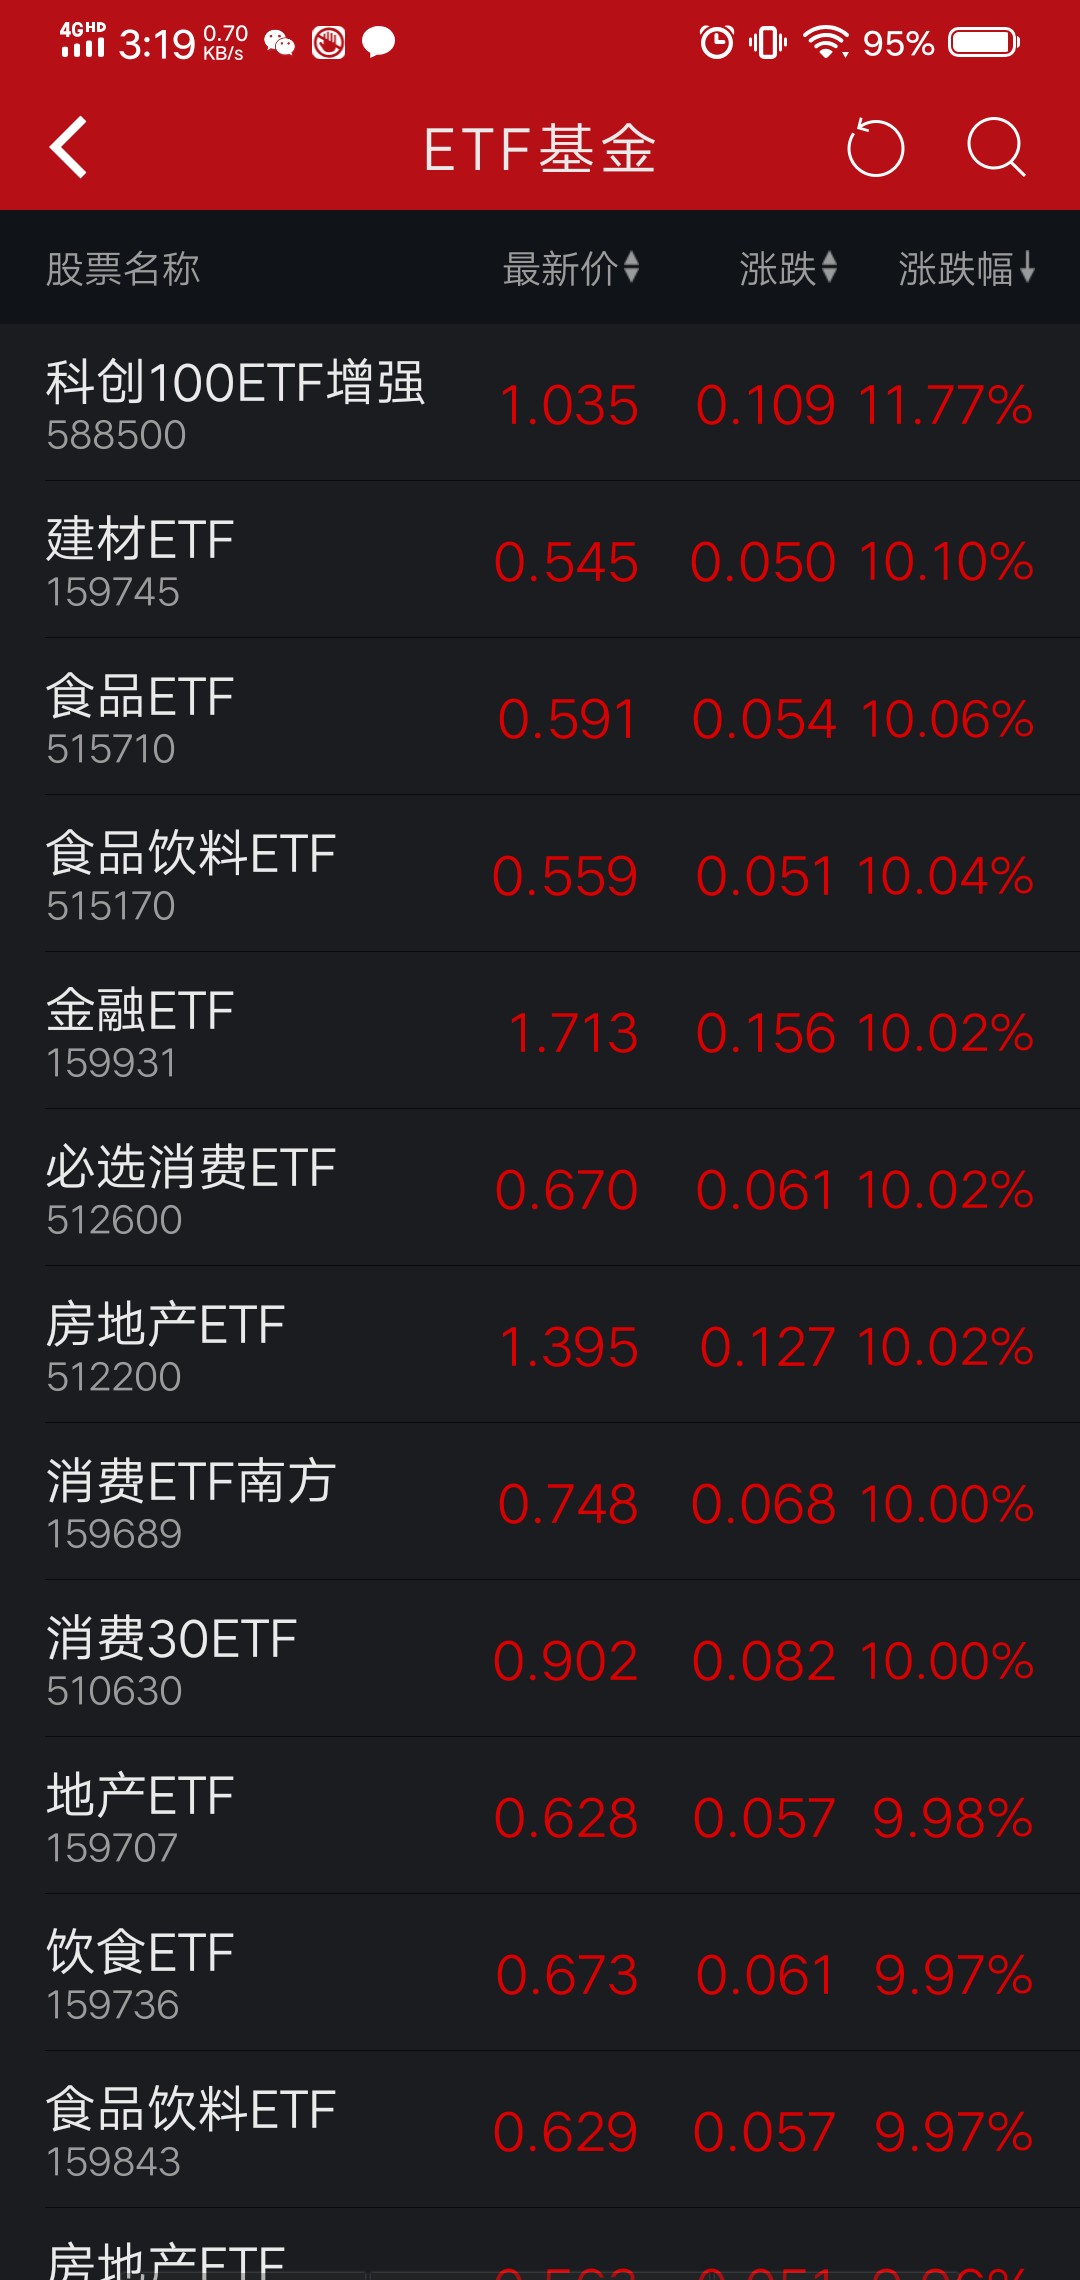 4G HD 3:19 0.70 KB/s 95%
ETF基金
股票名称 最新价 涨跌 涨跌幅
科创100ETF增强 1.035 0.109 11.77%
588500
建材ETF 0.545 0.050 10.10%
159745
食品ETF 0.591 0.054 10.06%
515710
食品饮料ETF 0.559 0.051 10.04%
515170
金融ETF 1.713 0.156 10.02%
159931
必选消费ETF 0.670 0.061 10.02%
512600
房地产ETF 1.395 0.127 10.02%
512200
消费ETF南方 0.748 0.068 10.00%
159689
消费30ETF 0.902 0.082 10.00%
510630
地产ETF 0.628 0.057 9.98%
159707
饮食ETF 0.673 0.061 9.97%
159736
食品饮料ETF 0.629 0.057 9.97%
159843
房地产ETF